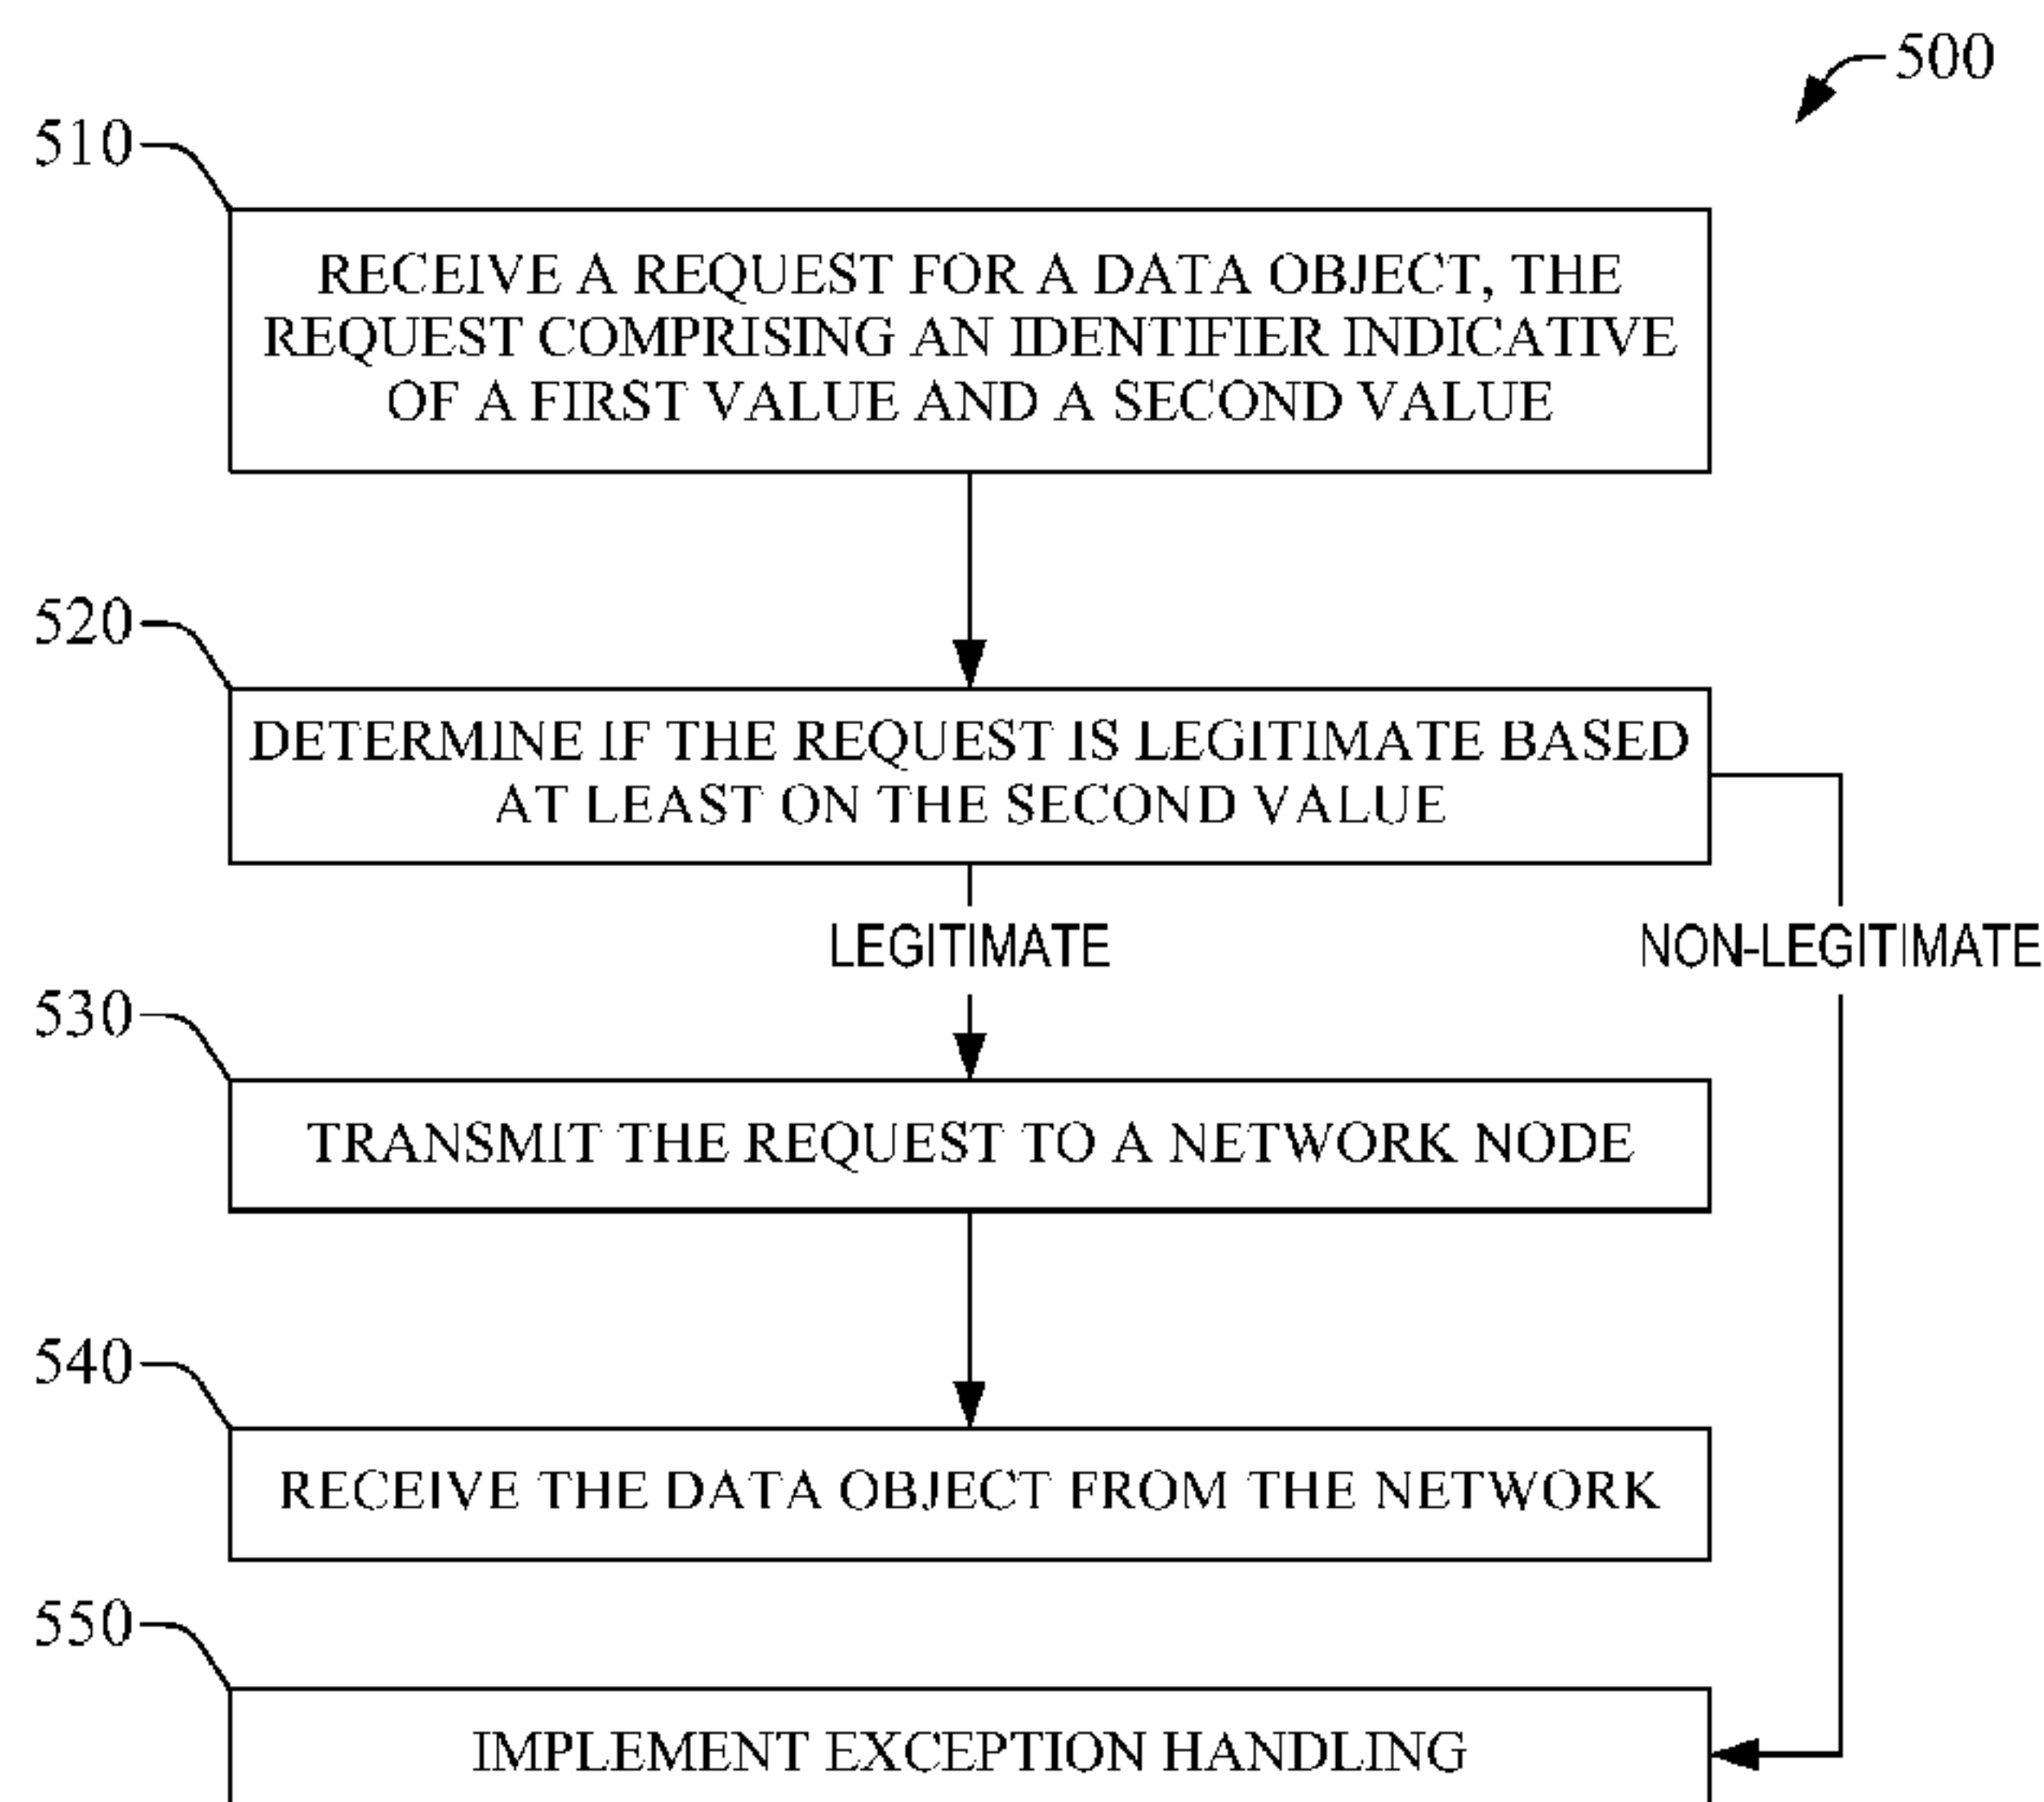 500
510
RECEIVE A REQUEST FOR A DATA OBJECT, THE
REQUEST COMPRISING AN IDENTIFIER INDICATIVE
OF A FIRST VALUE AND A SECOND VALUE
520
DETERMINE IF THE REQUEST IS LEGITIMATE BASED
AT LEAST ON THE SECOND VALUE
LEGITIMATE
NON-LEGITIMATE
530
TRANSMIT THE REQUEST TO A NETWORK NODE
540
RECEIVE THE DATA OBJECT FROM THE NETWORK
550
IMPLEMENT EXCEPTION HANDLING